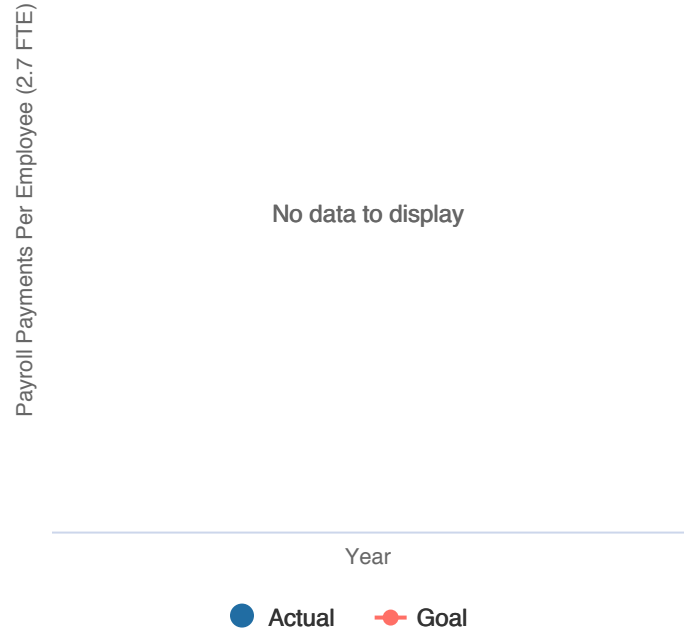 Payroll Payments Per Employee (2.7 FTE)
No data to display
Year
Actual
Goal